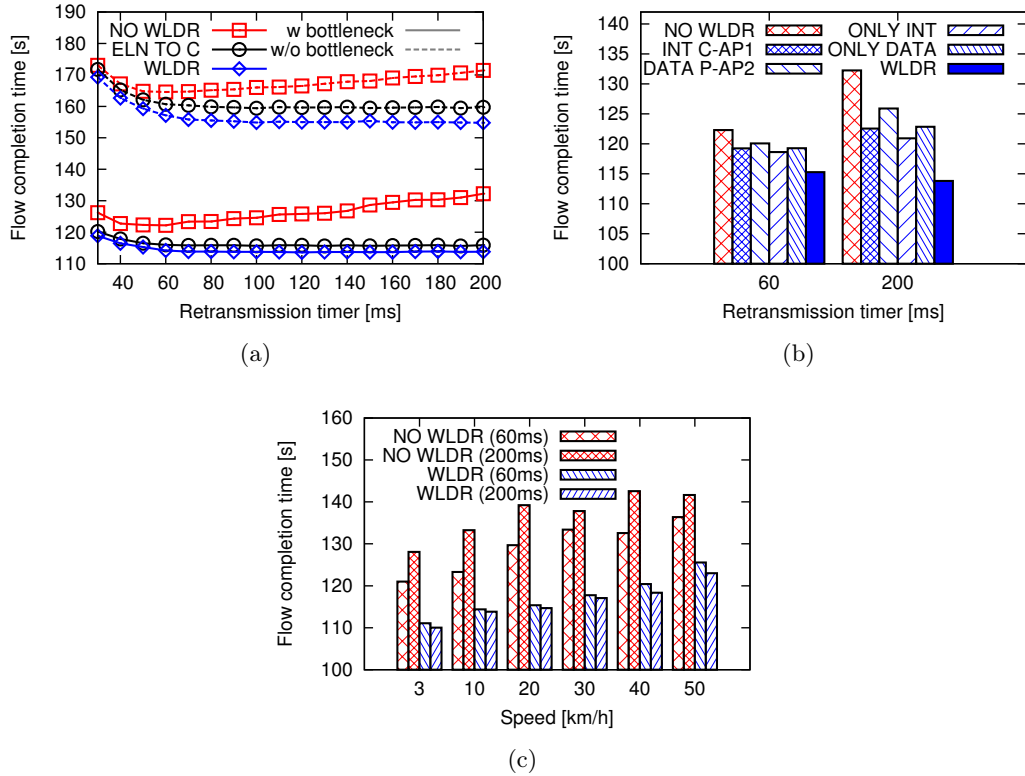 190
180
170
160
150
140
130
120
110
Flow completion time [s]
NO WLDR
ELN TO C
WLDR
w bottleneck
w/o bottleneck
40 60 80 100 120 140 160 180 200
Retransmission timer [ms]
(a)
140
135
130
125
120
115
110
105
100
Flow completion time [s]
NO WLDR
INT C-AP1
DATA P-AP2
ONLY INT
ONLY DATA
WLDR
60 200
Retransmission timer [ms]
(b)
160
150
140
130
120
110
100
Flow completion time [s]
NO WLDR (60ms)
NO WLDR (200ms)
WLDR (60ms)
WLDR (200ms)
3 10 20 30 40 50
Speed [km/h]
(c)